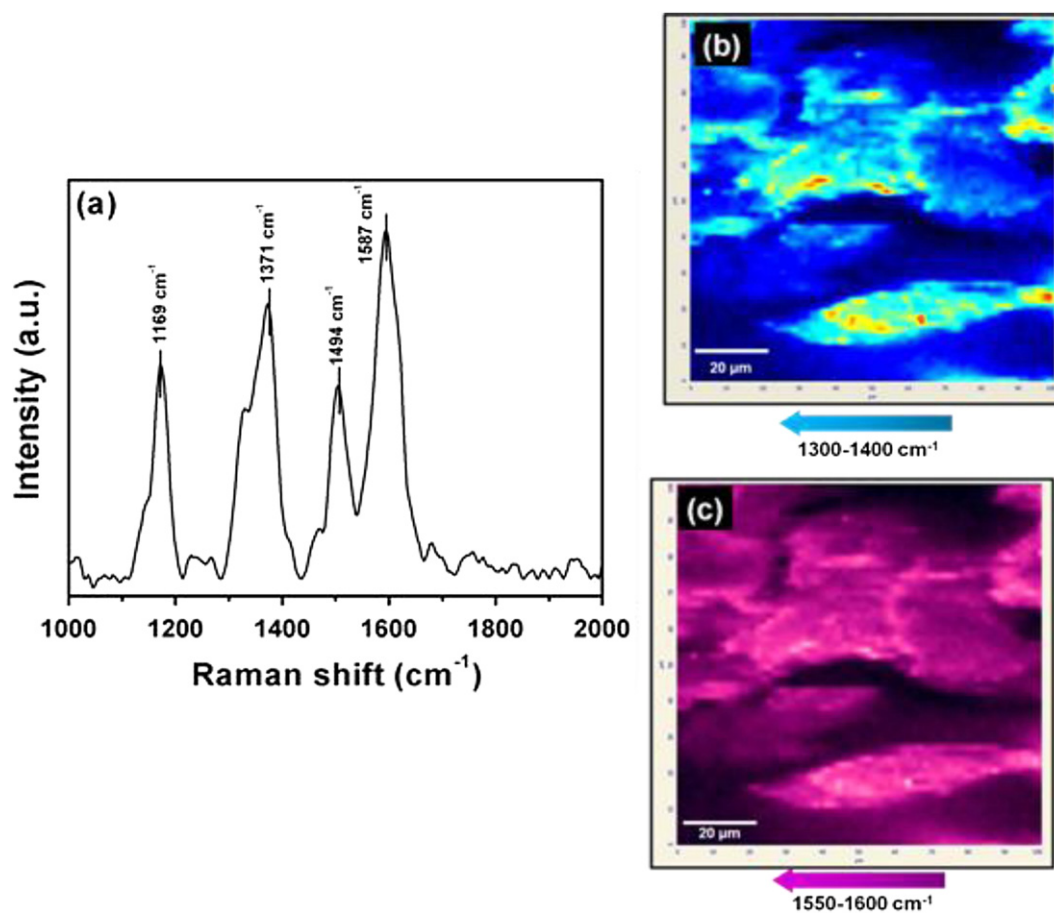 (a)
1169 cm⁻¹
1371 cm⁻¹
1494 cm⁻¹
1587 cm⁻¹
Intensity (a.u.)
1000 1200 1400 1600 1800 2000
Raman shift (cm⁻¹)
(b)
20 µm
1300-1400 cm⁻¹
(c)
20 µm
1550-1600 cm⁻¹